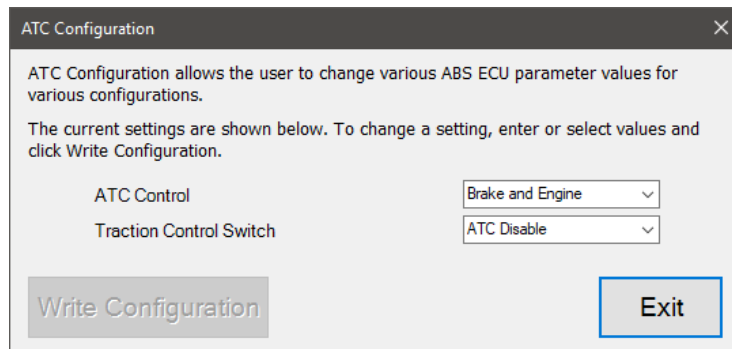 ATC Configuration
ATC Configuration allows the user to change various ABS ECU parameter values for
various configurations.
The current settings are shown below. To change a setting, enter or select values and
click Write Configuration.
ATC Control Brake and Engine
Traction Control Switch ATC Disable
Write Configuration Exit